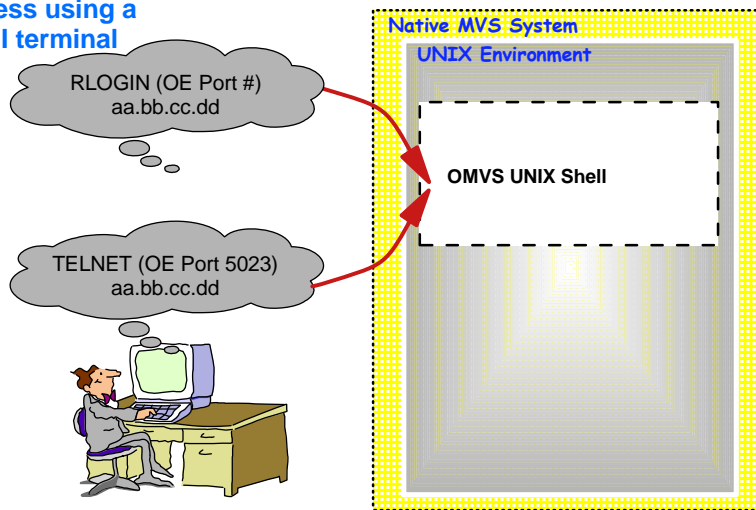 ess using a
l terminal
RLOGIN (OE Port #)
aa.bb.cc.dd
TELNET (OE Port 5023)
aa.bb.cc.dd
Native MVS System
UNIX Environment
OMVS UNIX Shell